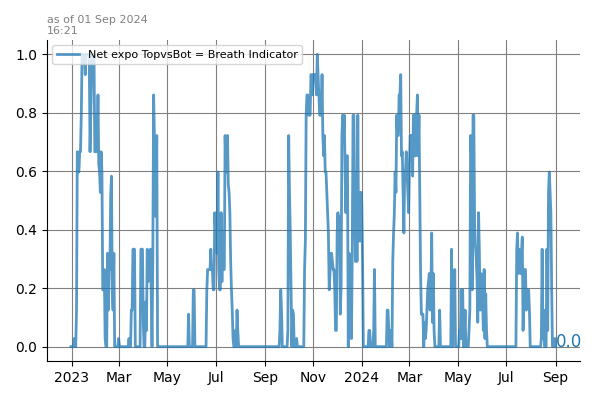 as of 01 Sep 2024
16:21
Net expo TopvsBot = Breath Indicator
1.0
0.8
0.6
0.4
0.2
0.0
0.0
2023 Mar May Jul Sep Nov 2024 Mar May Jul Sep